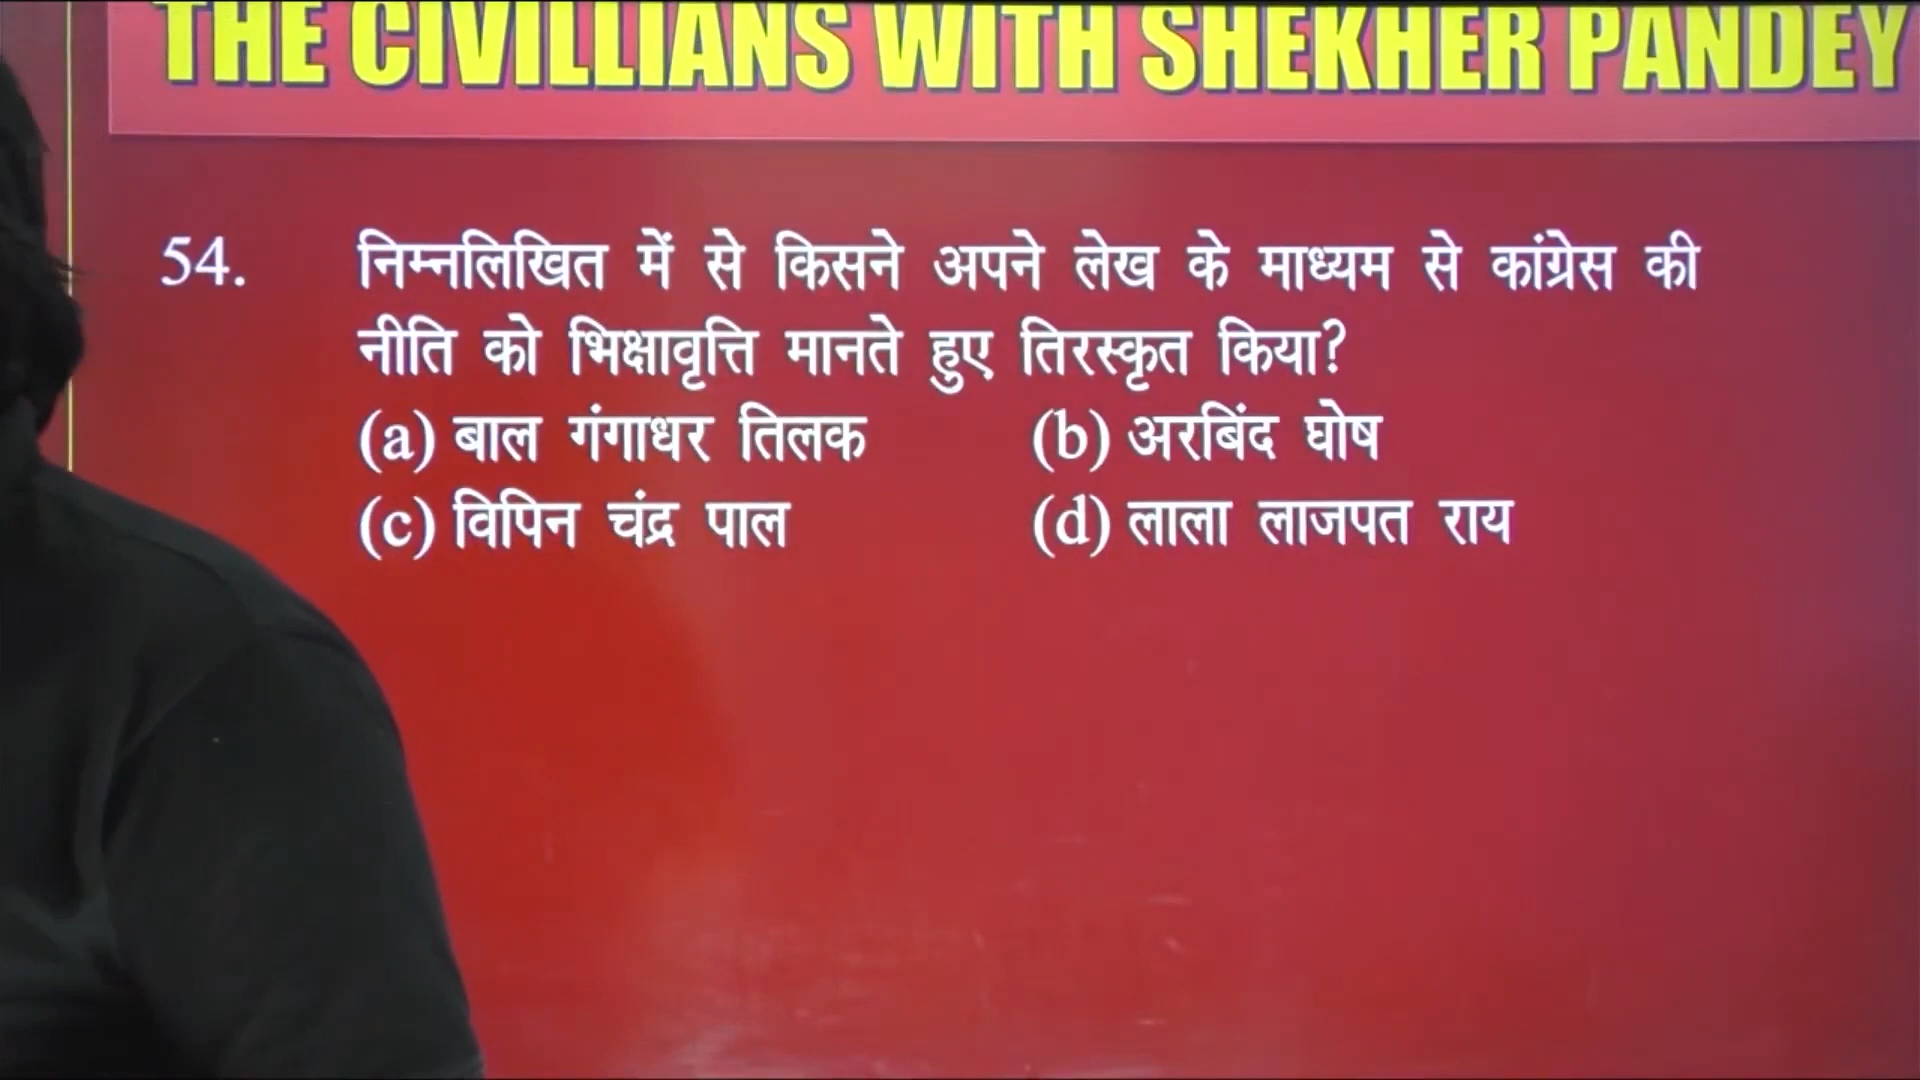 THE CIVILLIANS WITH SHEKHER PANDEY
54. निम्नलिखित में से किसने अपने लेख के माध्यम से कांग्रेस की
नीति को भिक्षावृत्ति मानते हुए तिरस्कृत किया?
(a) बाल गंगाधर तिलक (b) अरबिंद घोष
(c) विपिन चंद्र पाल (d) लाला लाजपत राय